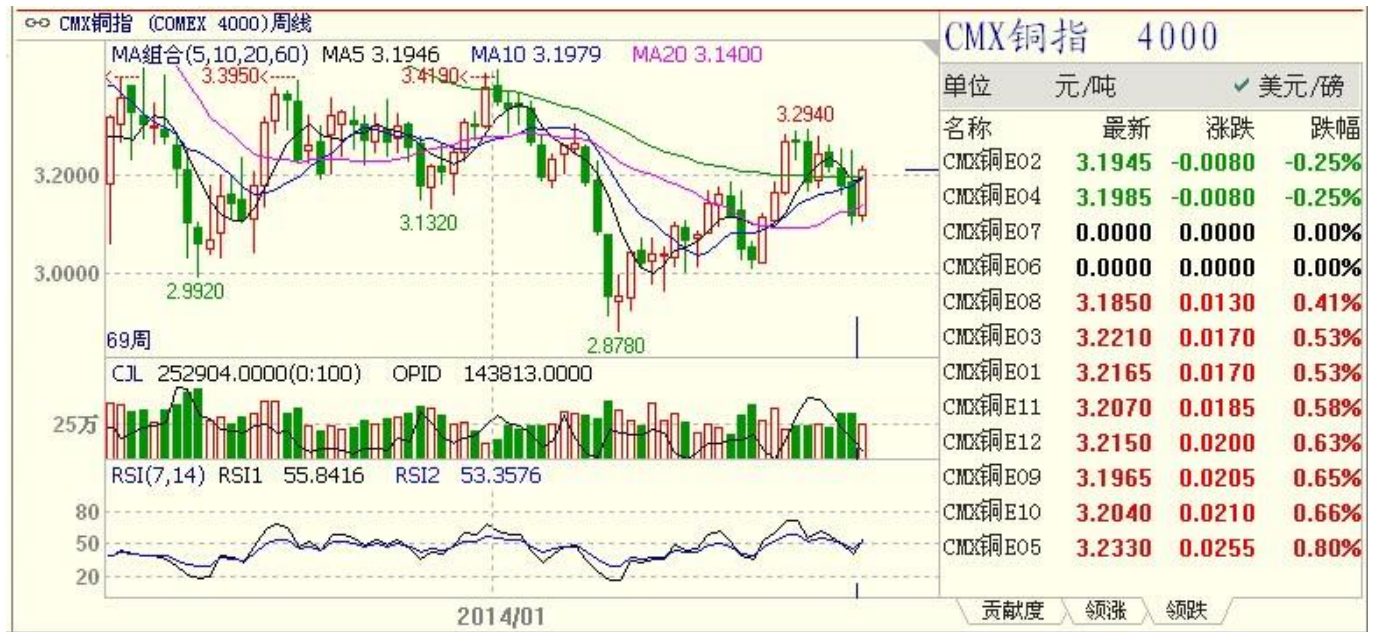 CMX铜指 (COMEX 4000)周线
MA组合(5,10,20,60) MA5 3.1946 MA10 3.1979 MA20 3.1400
3.3950
3.4190
3.2940
3.2000
3.1320
3.0000
2.9920
2.8780
69周
CJL 252904.0000(0:100) OPID 143813.0000
25万
RSI(7,14) RSI1 55.8416 RSI2 53.3576
80
50
20
2014/01
CMX铜指 4000
单位 元/吨 ✓ 美元/磅
名称 最新 涨跌 跌幅
CMX铜E02 3.1945 -0.0080 -0.25%
CMX铜E04 3.1985 -0.0080 -0.25%
CMX铜E07 0.0000 0.0000 0.00%
CMX铜E06 0.0000 0.0000 0.00%
CMX铜E08 3.1850 0.0130 0.41%
CMX铜E03 3.2210 0.0170 0.53%
CMX铜E01 3.2165 0.0170 0.53%
CMX铜E11 3.2070 0.0185 0.58%
CMX铜E12 3.2150 0.0200 0.63%
CMX铜E09 3.1965 0.0205 0.65%
CMX铜E10 3.2040 0.0210 0.66%
CMX铜E05 3.2330 0.0255 0.80%
贡献度 领涨 领跌